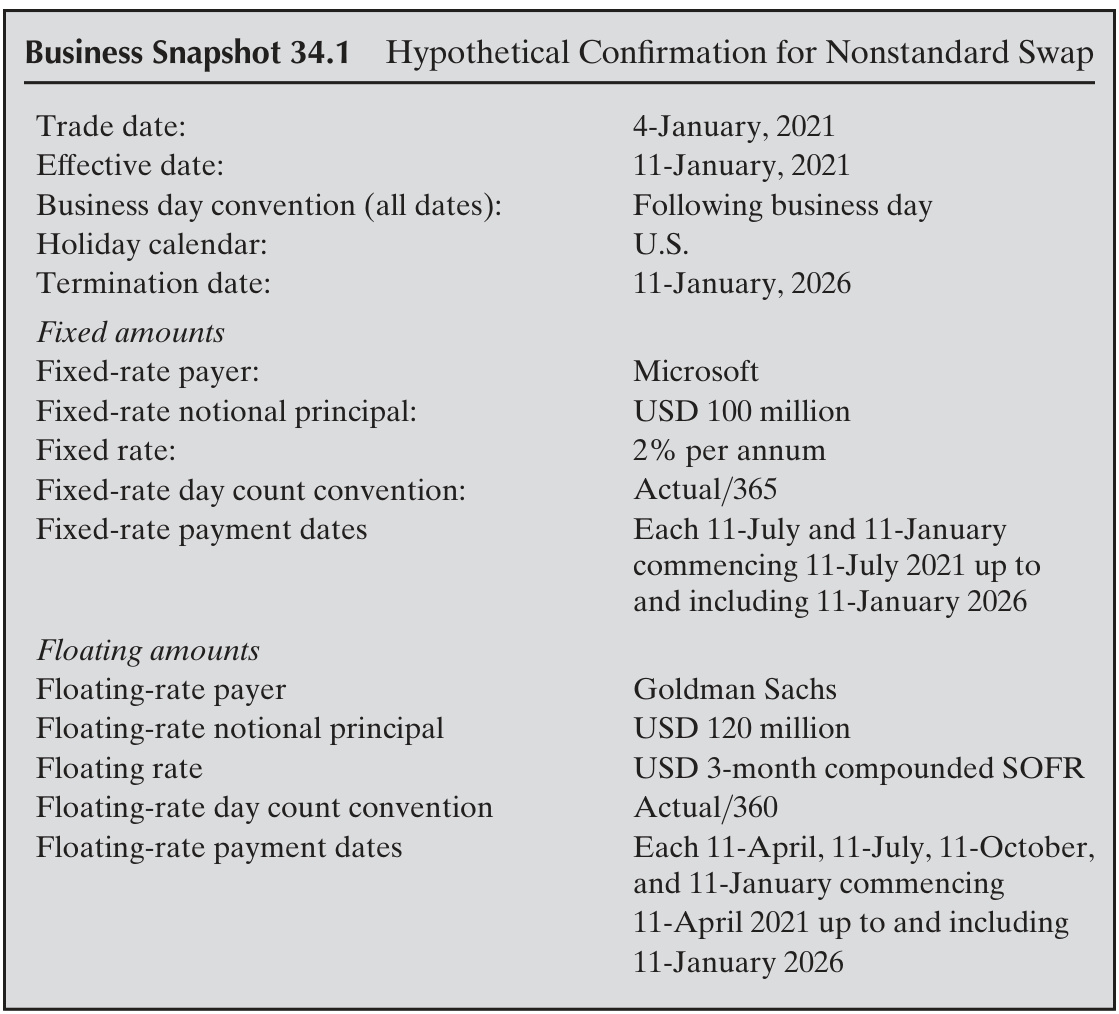 Business Snapshot 34.1 Hypothetical Confirmation for Nonstandard Swap
Trade date: 4-January, 2021
Effective date: 11-January, 2021
Business day convention (all dates): Following business day
Holiday calendar: U.S.
Termination date: 11-January, 2026
Fixed amounts
Fixed-rate payer: Microsoft
Fixed-rate notional principal: USD 100 million
Fixed rate: 2% per annum
Fixed-rate day count convention: Actual/365
Fixed-rate payment dates Each 11-July and 11-January
commencing 11-July 2021 up to
and including 11-January 2026
Floating amounts
Floating-rate payer Goldman Sachs
Floating-rate notional principal USD 120 million
Floating rate USD 3-month compounded SOFR
Floating-rate day count convention Actual/360
Floating-rate payment dates Each 11-April, 11-July, 11-October,
and 11-January commencing
11-April 2021 up to and including
11-January 2026